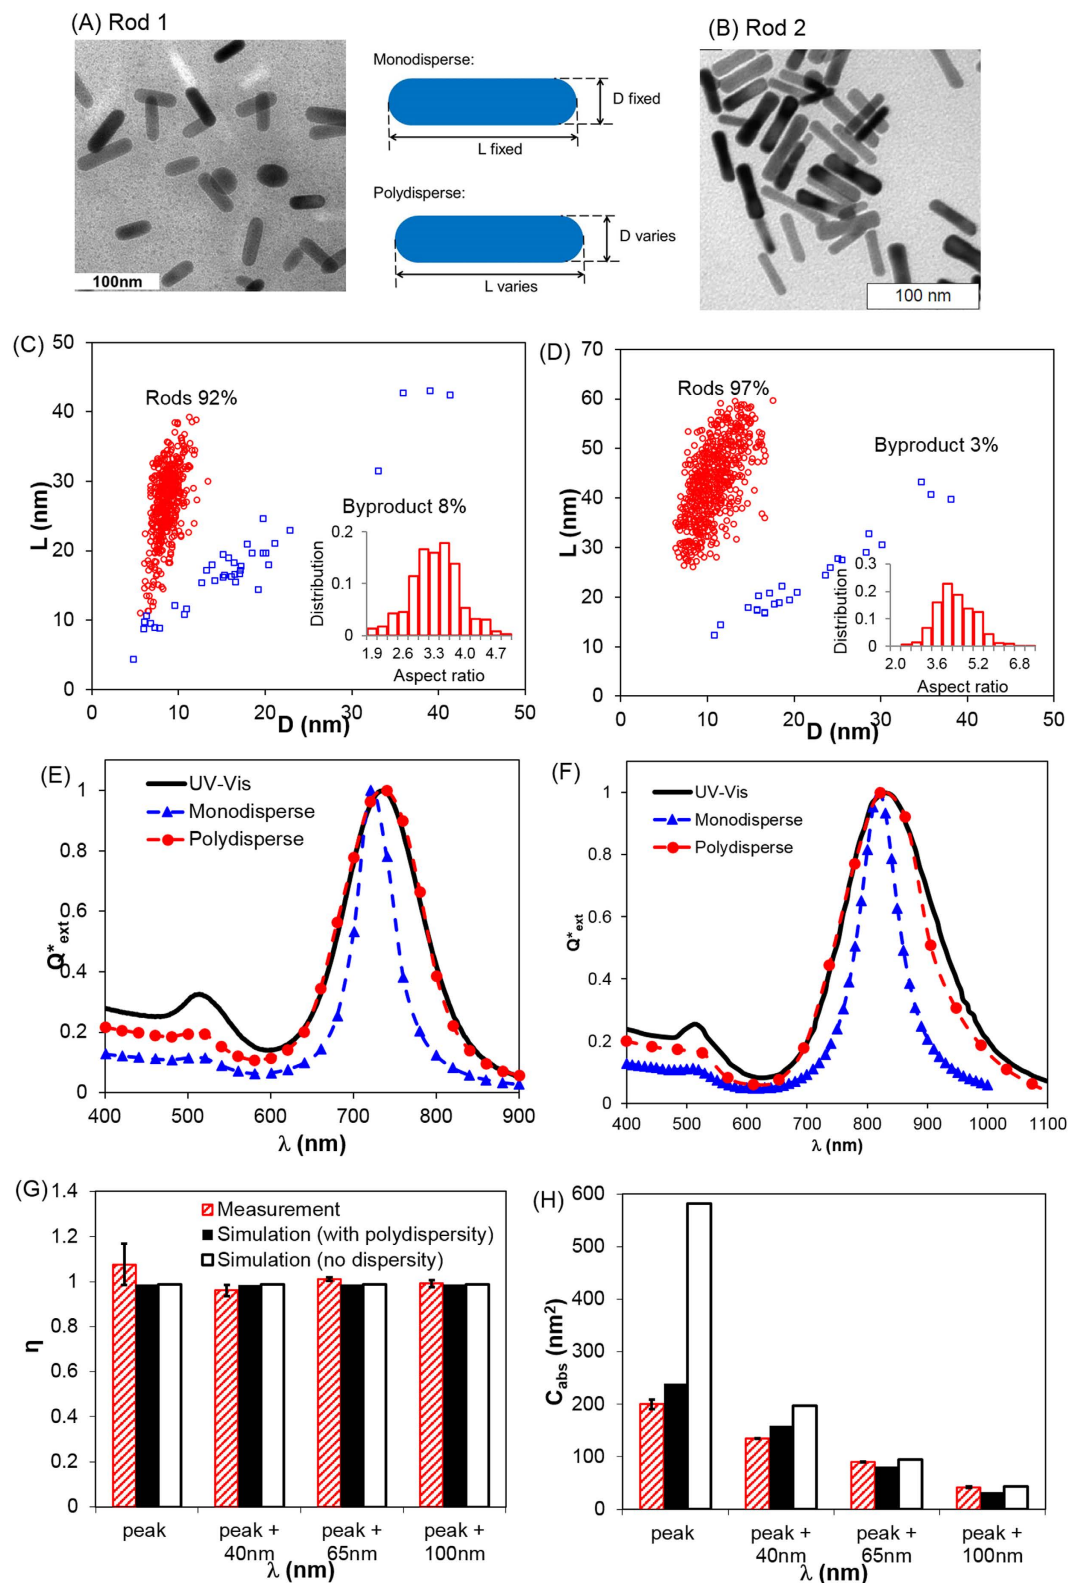 (A) Rod 1
100nm
Monodisperse:
D fixed
L fixed
Polydisperse:
D varies
L varies
(B) Rod 2
100 nm
(C)
50
40
30
20
10
0
L (nm)
Rods 92%
Byproduct 8%
0.2
0.1
0
Distribution
1.9 2.6 3.3 4.0 4.7
Aspect ratio
0 10 20 30 40 50
D (nm)
(D)
70
60
50
40
30
20
10
0
L (nm)
Rods 97%
Byproduct 3%
0.3
0.2
0.1
0
Distribution
2.0 3.6 5.2 6.8
Aspect ratio
0 10 20 30 40 50
D (nm)
(E)
1
0.8
0.6
0.4
0.2
0
Q*ext
UV-Vis
Monodisperse
Polydisperse
400 500 600 700 800 900
λ (nm)
(F)
1
0.8
0.6
0.4
0.2
0
Q*ext
UV-Vis
Monodisperse
Polydisperse
400 500 600 700 800 900 1000 1100
λ (nm)
(G)
1.4
1.2
1
0.8
0.6
0.4
0.2
0
η
Measurement
Simulation (with polydispersity)
Simulation (no dispersity)
peak peak + 40nm peak + 65nm peak + 100nm
λ (nm)
(H)
600
500
400
300
200
100
0
Cabs (nm²)
peak peak + 40nm peak + 65nm peak + 100nm
λ (nm)